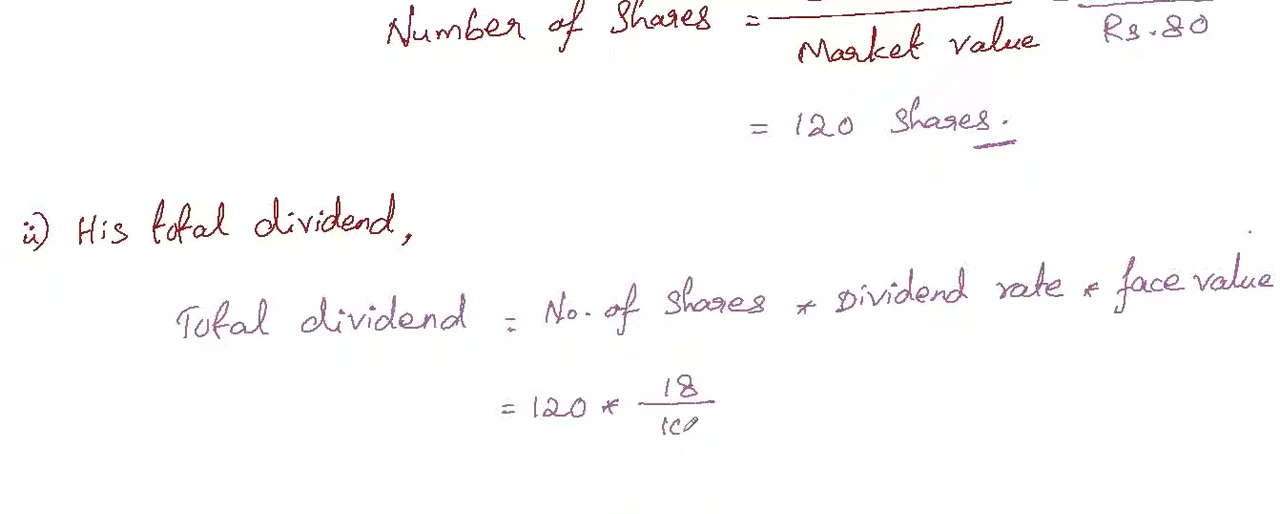 Number of Shares = ———
Market value Rs.80
= 120 Shares.
ii) His total dividend,
Total dividend = No. of Shares * Dividend rate * face value
= 120 * 18
100